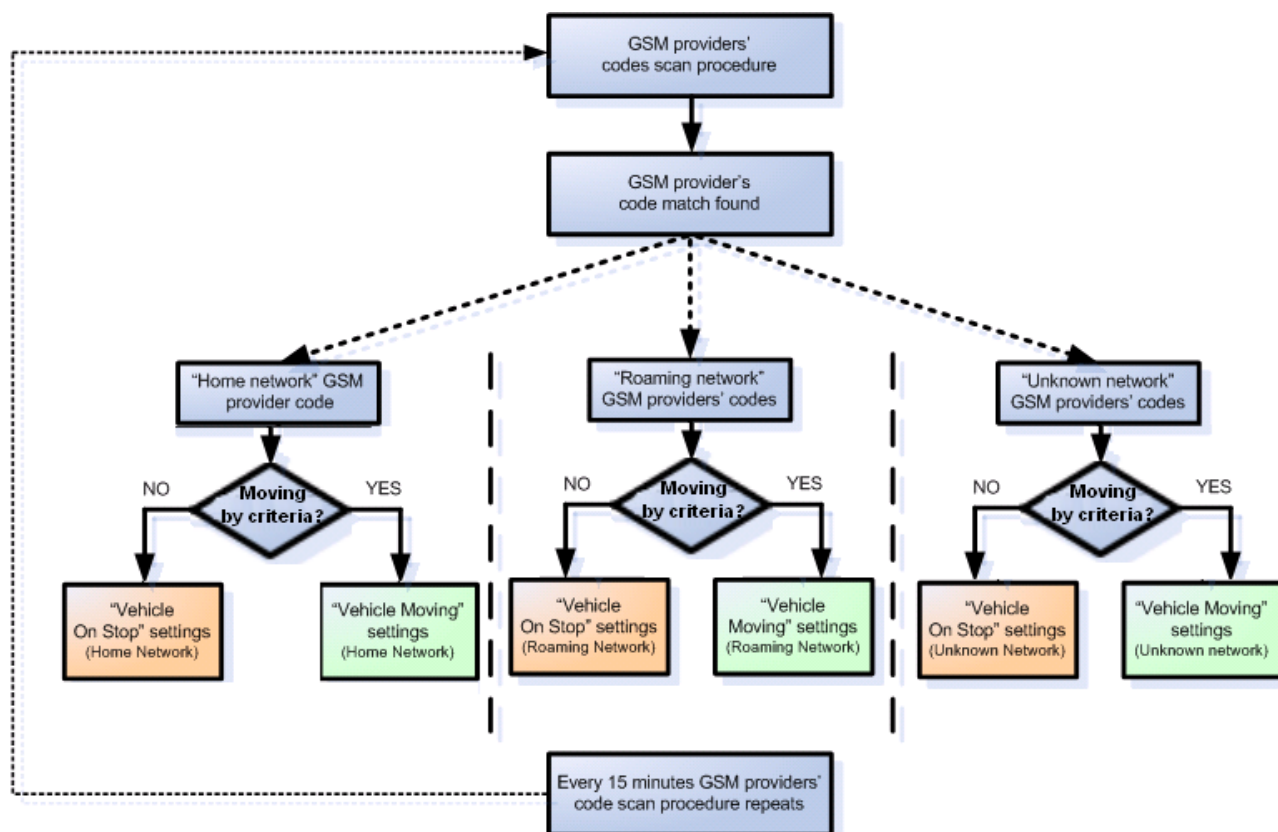 GSM providers'
codes scan procedure
GSM provider's
code match found
"Home network" GSM
provider code
"Roaming network"
GSM providers' codes
"Unknown network"
GSM providers' codes
NO
Moving
by criteria?
YES
NO
Moving
by criteria?
YES
NO
Moving
by criteria?
YES
"Vehicle
On Stop" settings
(Home Network)
"Vehicle Moving"
settings
(Home Network)
"Vehicle
On Stop" settings
(Roaming Network)
"Vehicle
Moving" settings
(Roaming Network)
"Vehicle
On Stop" settings
(Unknown Network)
"Vehicle Moving"
settings
(Unknown network)
Every 15 minutes GSM providers'
code scan procedure repeats